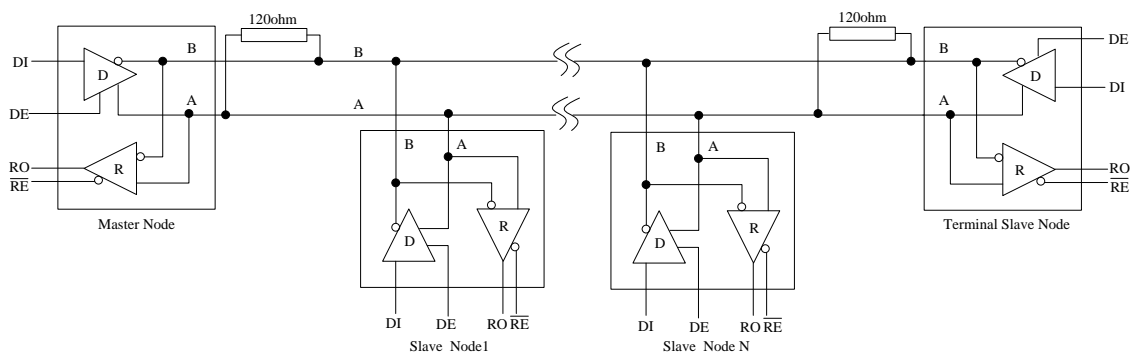 120ohm
120ohm
B
B
B
DI
D
DE
DE
D
DI
A
A
A
RO
R
RE
B
A
B
A
R
RO
RE
Master Node
Terminal Slave Node
D
R
D
R
DI
DE
RO
RE
DI
DE
RO
RE
Slave Node1
Slave Node N